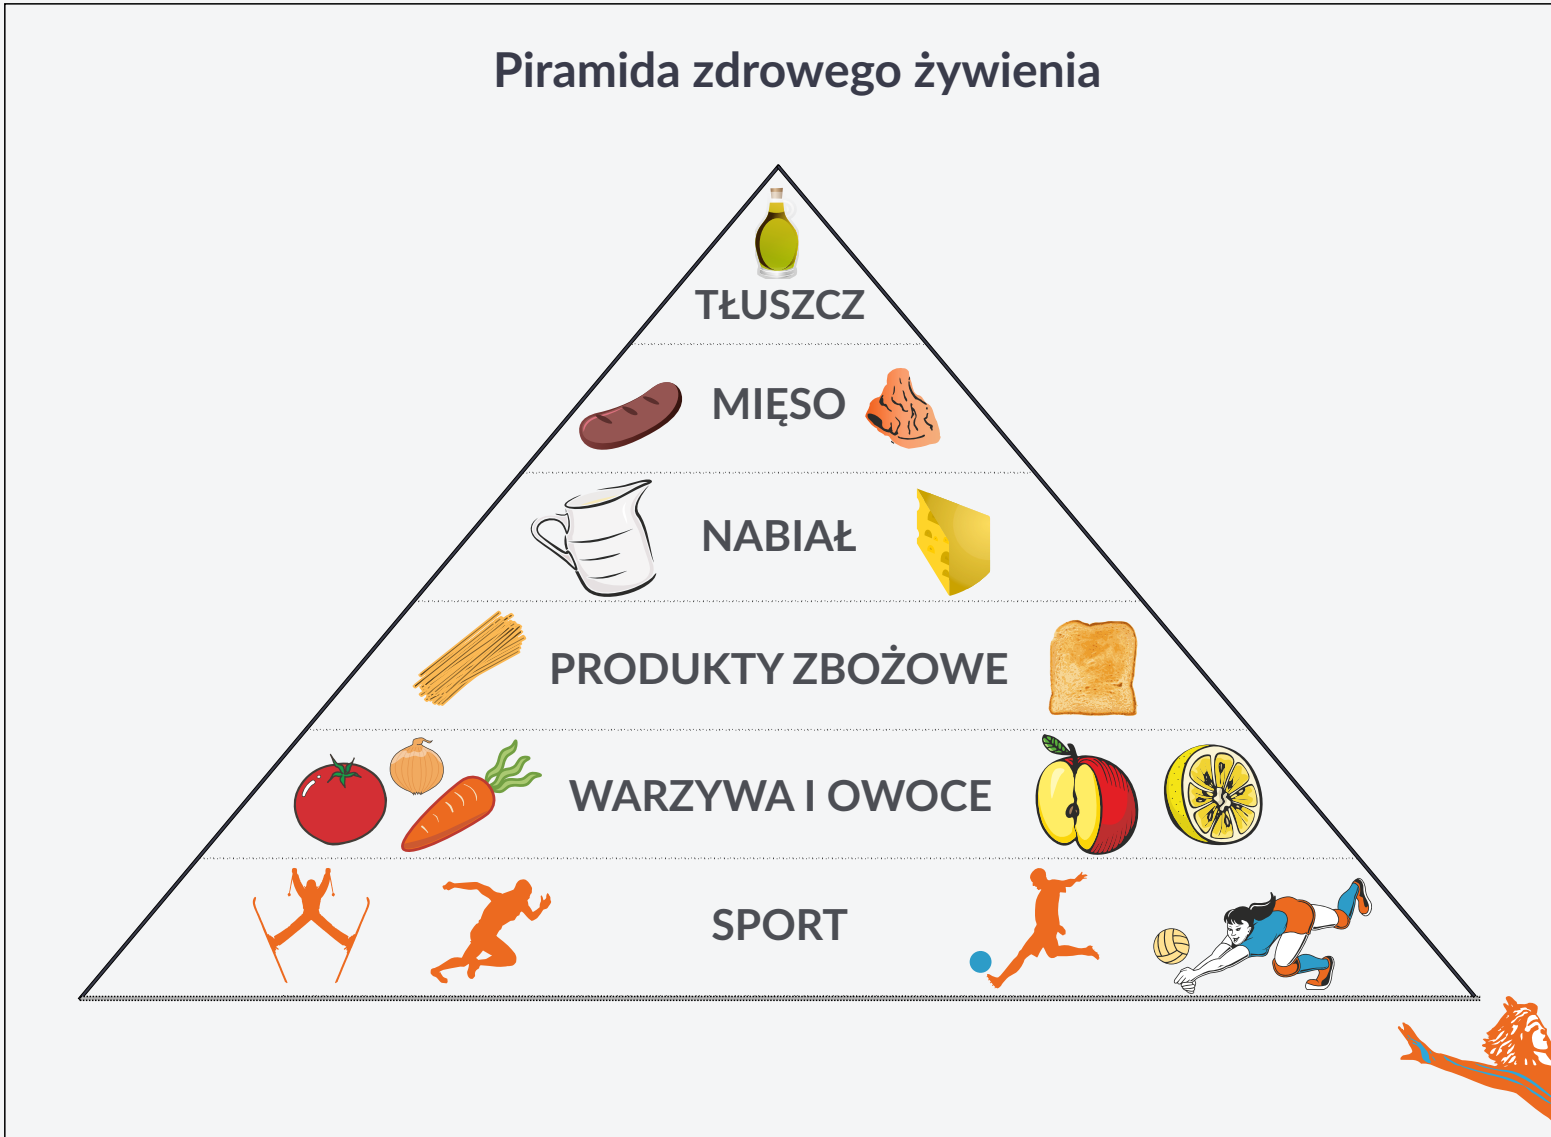 Piramida zdrowego żywienia
TŁUSZCZ
MIĘSO
NABIAŁ
PRODUKTY ZBOŻOWE
WARZYWA I OWOCE
SPORT